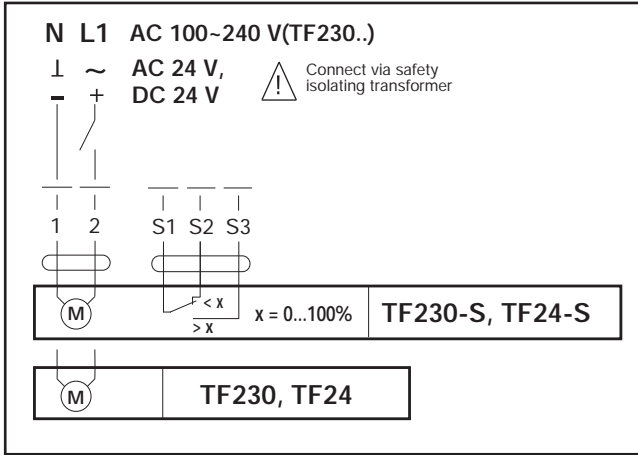 N L1 AC 100~240 V(TF230..)
⊥ ~ AC 24 V,
- + DC 24 V
! Connect via safety
isolating transformer
1 2 S1 S2 S3
M < x
> x
x = 0...100%
TF230-S, TF24-S
M TF230, TF24